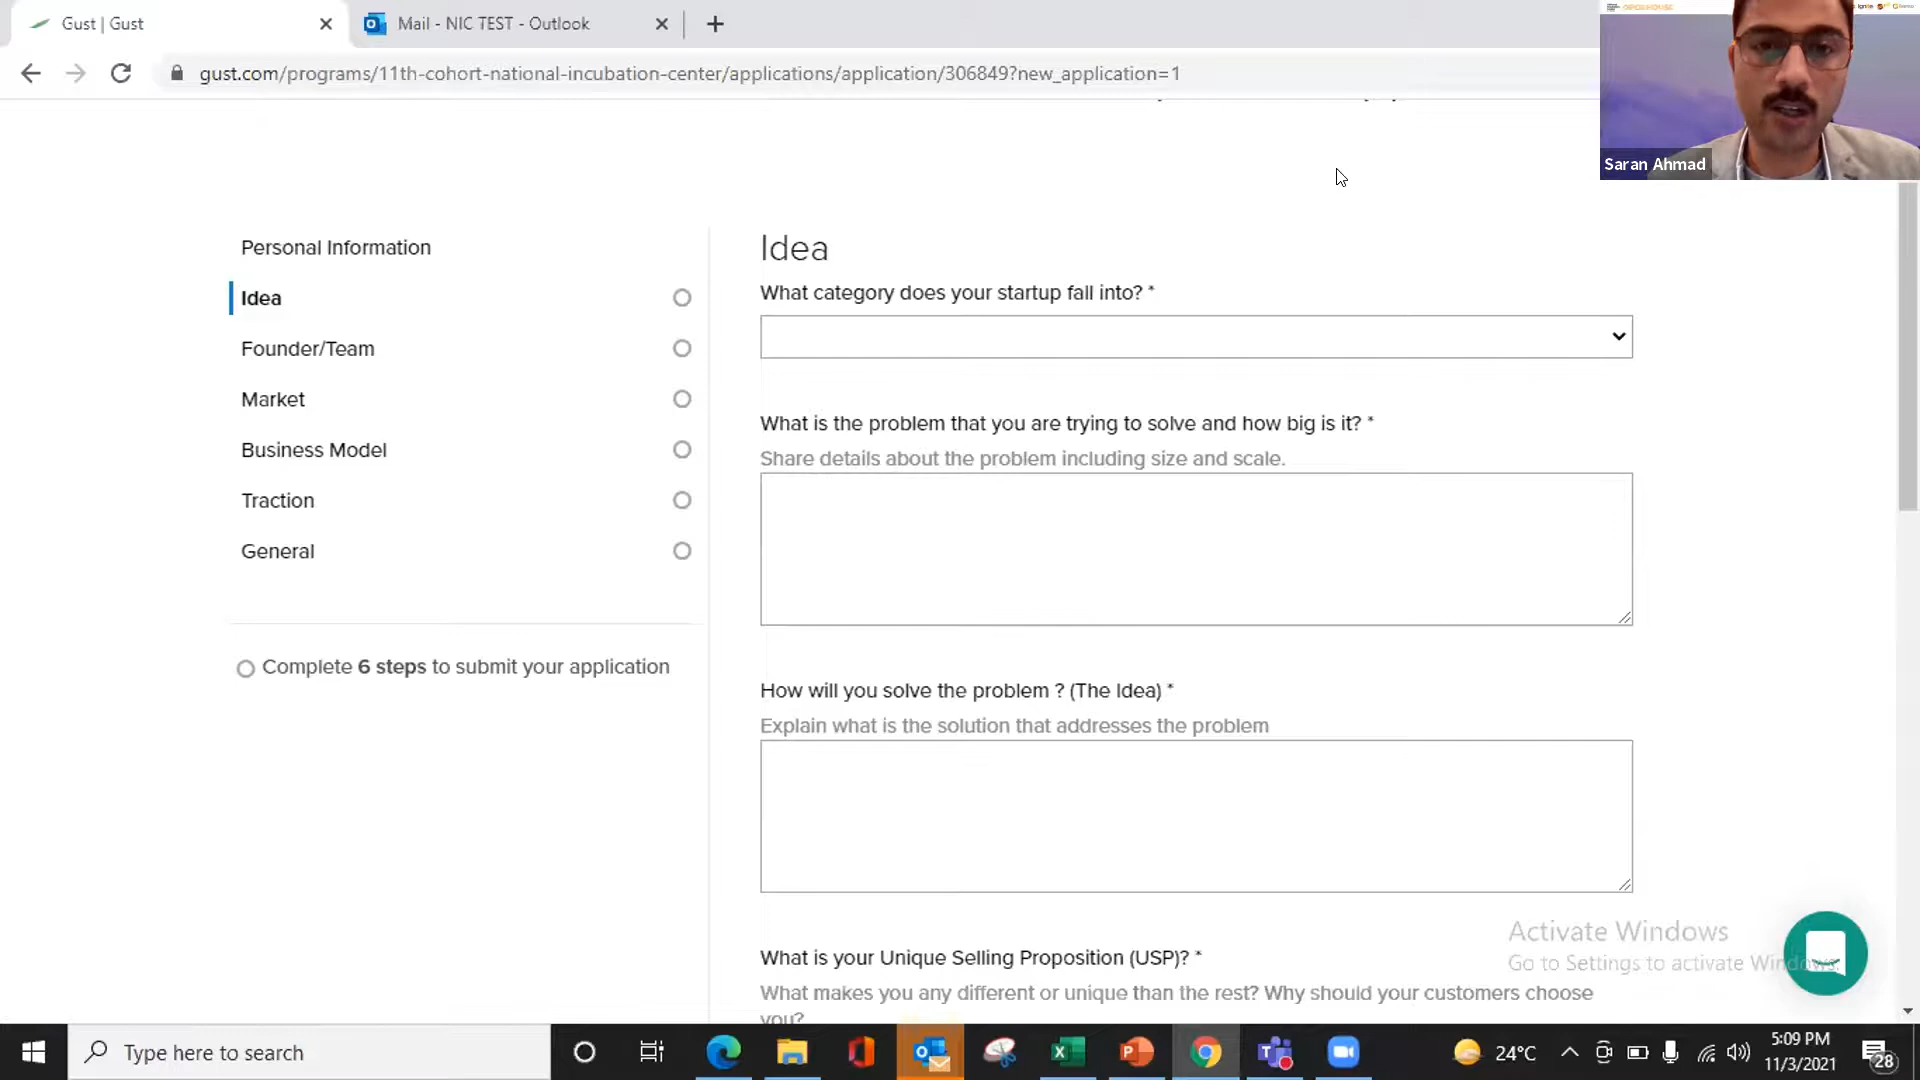 Gust | Gust
Mail - NIC TEST - Outlook
gust.com/programs/11th-cohort-national-incubation-center/applications/application/306849?new_application=1
Saran Ahmad
Personal Information
Idea
Founder/Team
Market
Business Model
Traction
General
Complete 6 steps to submit your application
Idea
What category does your startup fall into? *
What is the problem that you are trying to solve and how big is it? *
Share details about the problem including size and scale.
How will you solve the problem ? (The Idea) *
Explain what is the solution that addresses the problem
What is your Unique Selling Proposition (USP)? *
What makes you any different or unique than the rest? Why should your customers choose
you?
Activate Windows
Go to Settings to activate Windows.
Type here to search
24°C
5:09 PM
11/3/2021
28